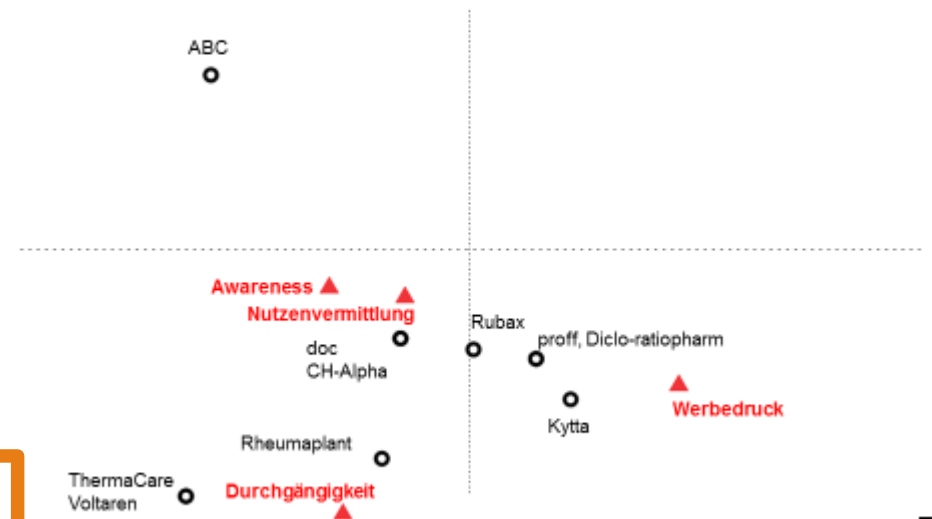 ABC
Awareness
Nutzenvermittlung
doc
CH-Alpha
Rubax
proff, Diclo-ratiopharm
Werbedruck
Kytta
Rheumaplant
ThermaCare
Voltaren
Durchgängigkeit